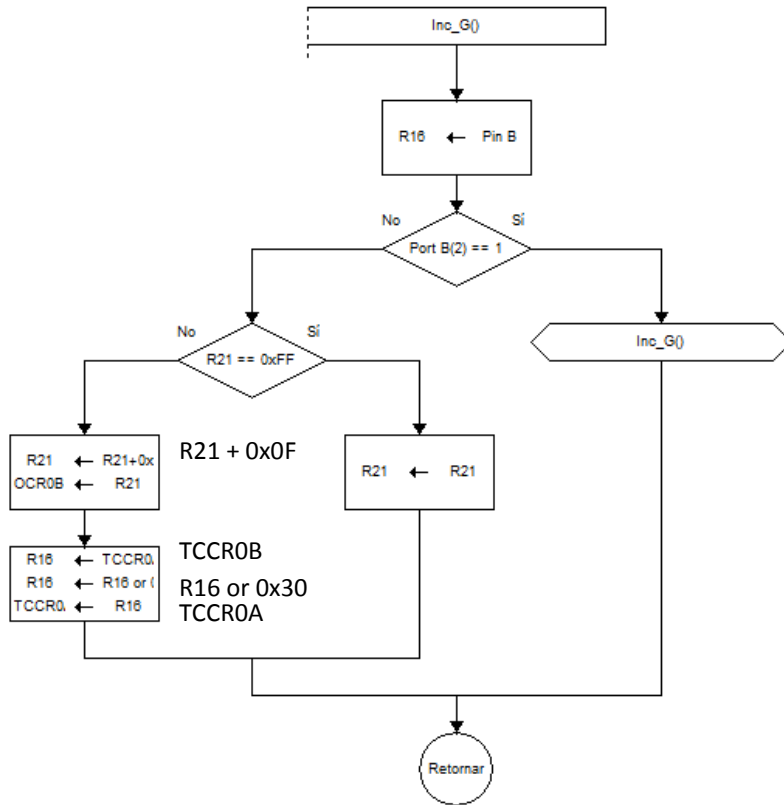 Inc_G()
R16 ← Pin B
No
Sí
Port B(2) == 1
No
Sí
R21 == 0xFF
Inc_G()
R21 ← R21+0x
OCR0B ← R21
R21 + 0x0F
R21 ← R21
R16 ← TCCR0
R16 ← R16 or
TCCR0 ← R16
TCCR0B
R16 or 0x30
TCCR0A
Retornar